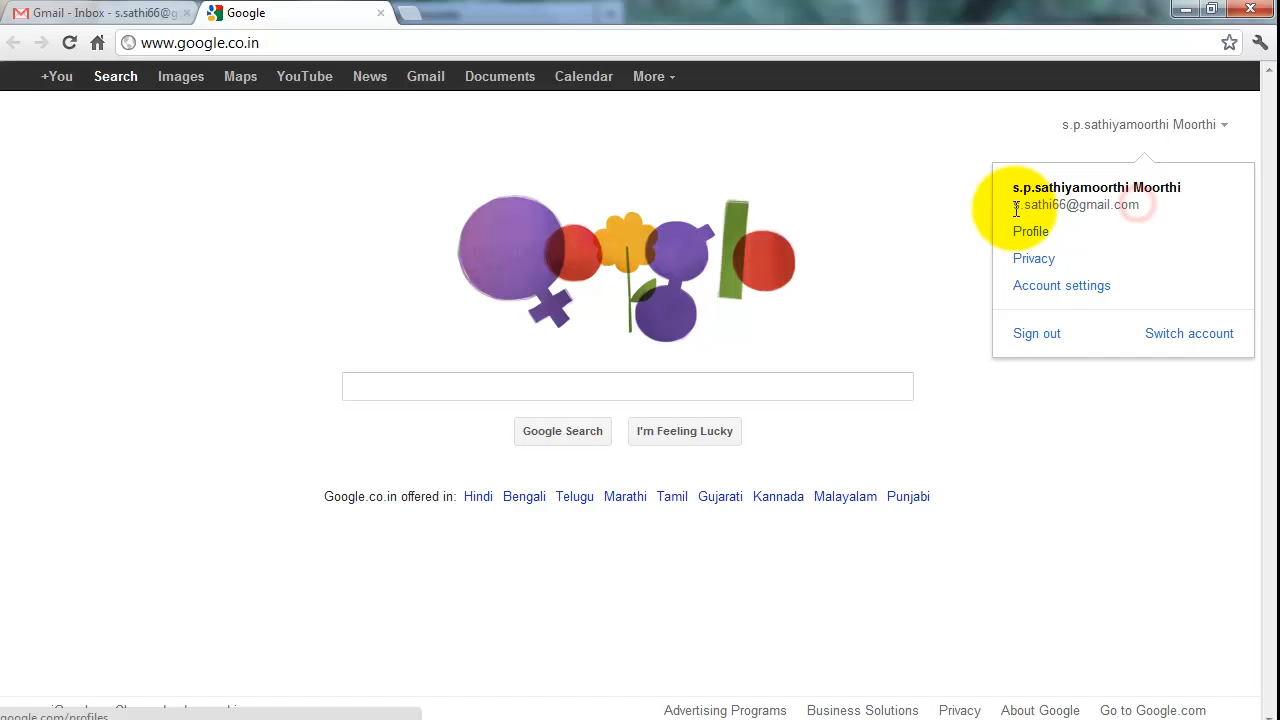 Gmail - Inbox - s.sathi66@g
Google
www.google.co.in
+You Search Images Maps YouTube News Gmail Documents Calendar More
s.p.sathiyamoorthi Moorthi
s.p.sathiyamoorthi Moorthi
s.sathi66@gmail.com
Profile
Privacy
Account settings
Sign out Switch account
Google Search I'm Feeling Lucky
Google.co.in offered in: Hindi Bengali Telugu Marathi Tamil Gujarati Kannada Malayalam Punjabi
Advertising Programs Business Solutions Privacy About Google Go to Google.com
google.com/profiles